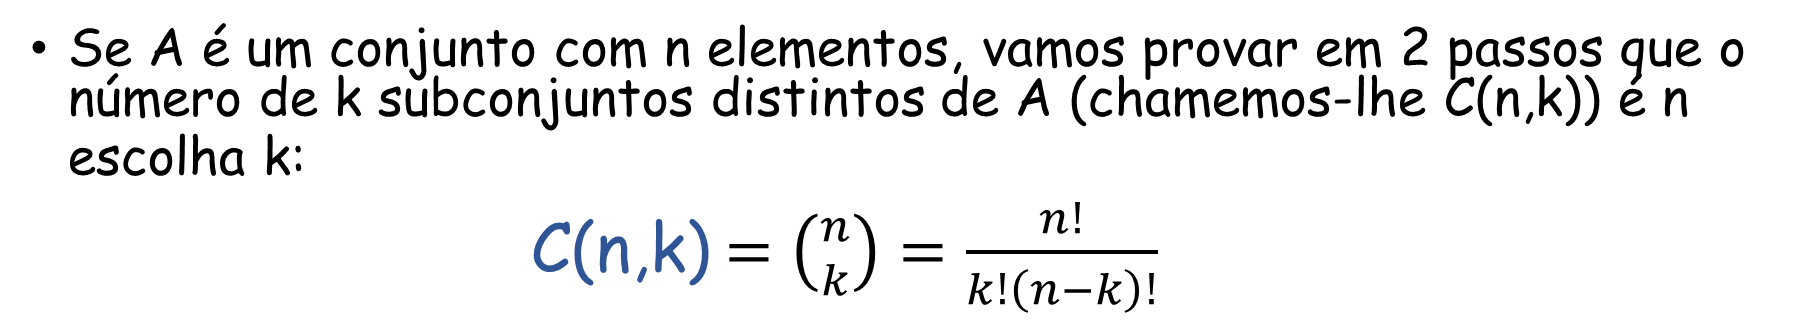 • Se A é um conjunto com n elementos, vamos provar em 2 passos que o
número de k subconjuntos distintos de A (chamemos-lhe C(n,k)) é n
escolha k:
C(n,k) = (n k) = n! / k!(n−k)!